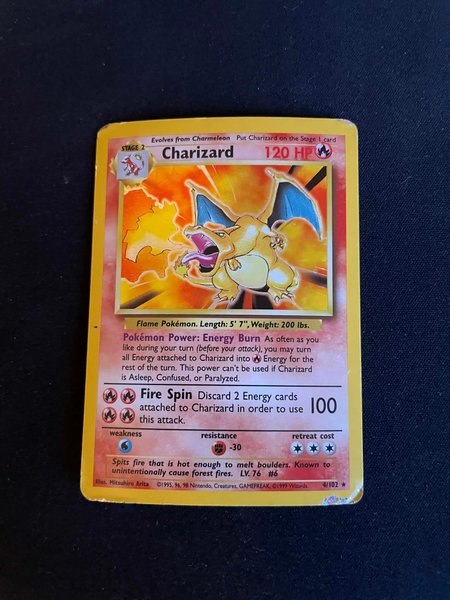 Evolves from Charmeleon Put Charizard on the Stage 1 card
STAGE 2 Charizard 120 HP
Flame Pokémon. Length: 5' 7", Weight: 200 lbs.
Pokémon Power: Energy Burn As often as you
like during your turn (before your attack), you may turn
all Energy attached to Charizard into Energy for the
rest of the turn. This power can't be used if Charizard
is Asleep, Confused, or Paralyzed.
Fire Spin Discard 2 Energy cards
attached to Charizard in order to use
this attack.
100
weakness resistance retreat cost
-30
Spits fire that is hot enough to melt boulders. Known to
unintentionally cause forest fires. LV. 76 #6
Illus. Mitsuhiro Arita ©1995, 96, 98 Nintendo, Creatures, GAMEFREAK. ©1999 Wizards. 4/102 ★